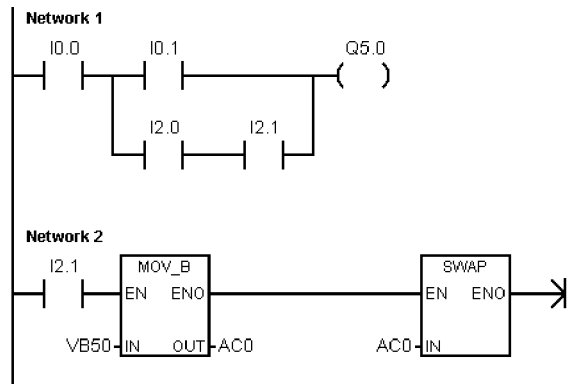 Network 1
I0.0 I0.1 Q5.0
I2.0 I2.1
Network 2
I2.1 MOV_B SWAP
EN ENO EN ENO
VB50 IN OUT AC0 AC0 IN